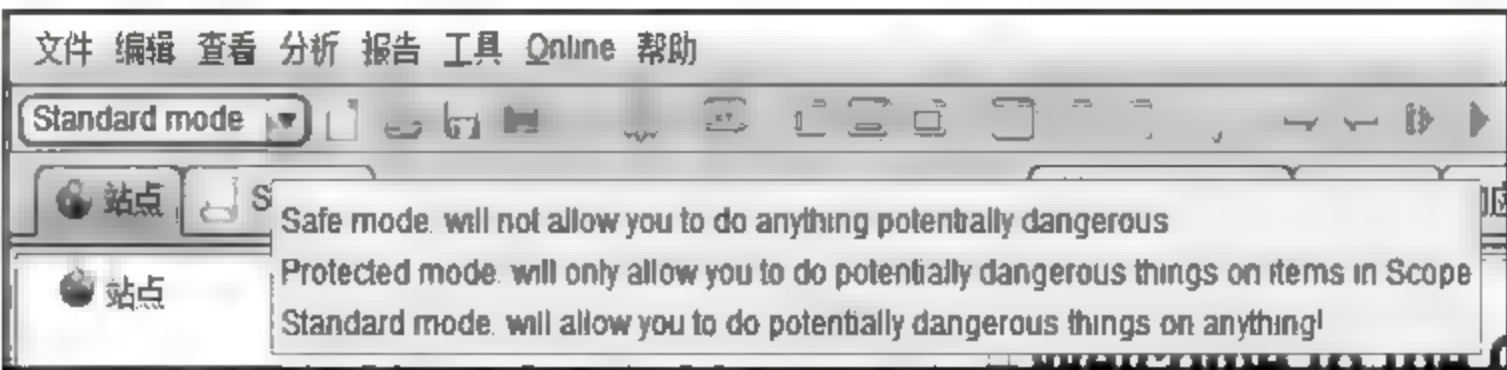 文件 编辑 查看 分析 报告 工具 Online 帮助
Standard mode
站点 S
Safe mode. will not allow you to do anything potentially dangerous
Protected mode. will only allow you to do potentially dangerous things on items in Scope
站点
Standard mode. will allow you to do potentially dangerous things on anything!